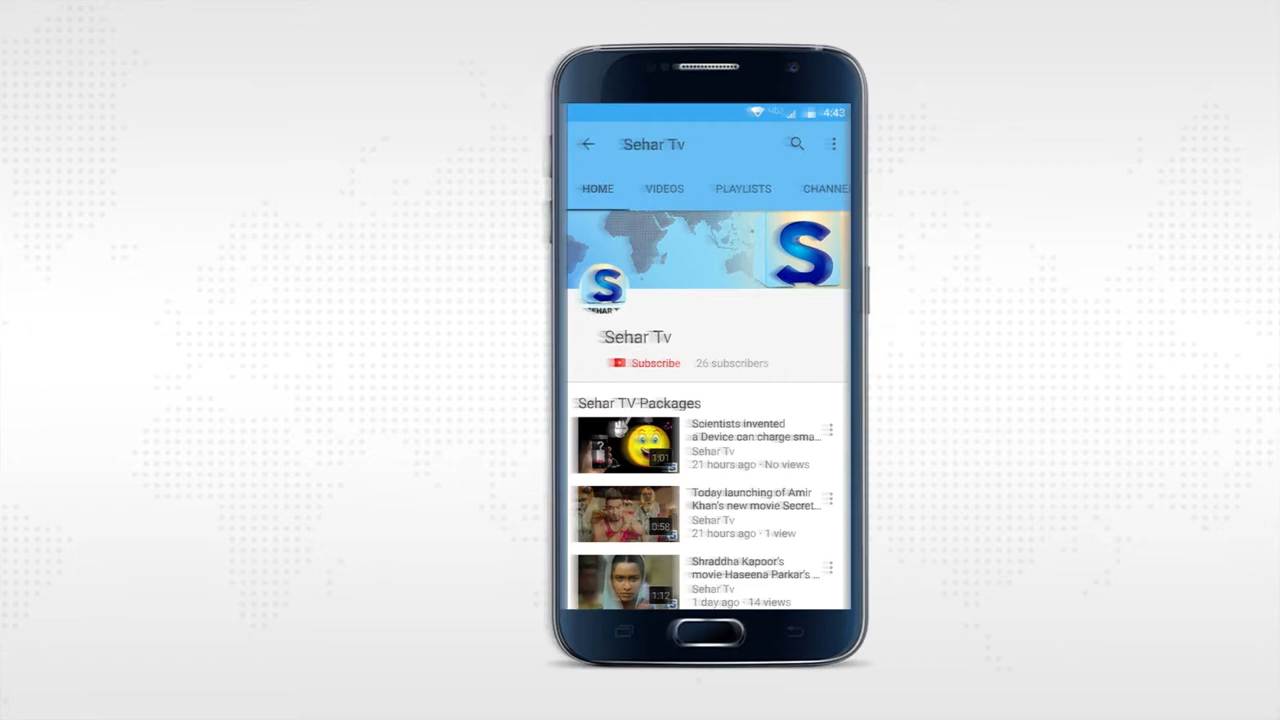 4:43
Sehar Tv
HOME VIDEOS PLAYLISTS CHANNE
S
S
SEHAR T
Sehar Tv
Subscribe 26 subscribers
Sehar TV Packages
Scientists invented
a Device can charge sma...
Sehar Tv
21 hours ago · No views
?
1:01
Today launching of Amir
Khan's new movie Secret...
Sehar Tv
21 hours ago · 1 view
0:58
Shraddha Kapoor's
movie Haseena Parkar's ...
Sehar Tv
1 day ago · 14 views
1:12